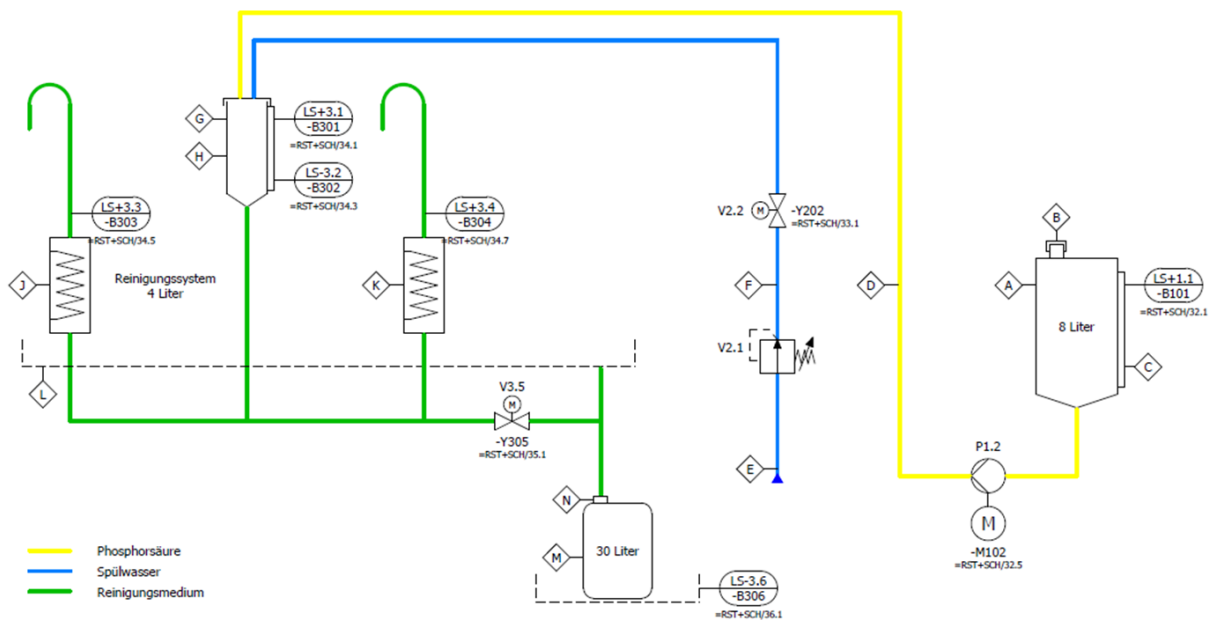 G
LS+3.1
-B301
=RST+SCH/34.1
H
LS-3.2
-B302
=RST+SCH/34.3
LS+3.3
-B303
=RST+SCH/34.5
LS+3.4
-B304
=RST+SCH/34.7
V2.2
M
-Y202
=RST+SCH/33.1
B
J
Reinigungssystem
4 Liter
K
F
D
A
LS+1.1
-B101
=RST+SCH/32.1
8 Liter
V2.1
C
L
V3.5
M
-Y305
=RST+SCH/35.1
E
P1.2
M
-M102
=RST+SCH/32.5
N
M
30 Liter
LS-3.6
-B306
=RST+SCH/36.1
Phosphorsäure
Spülwasser
Reinigungsmedium